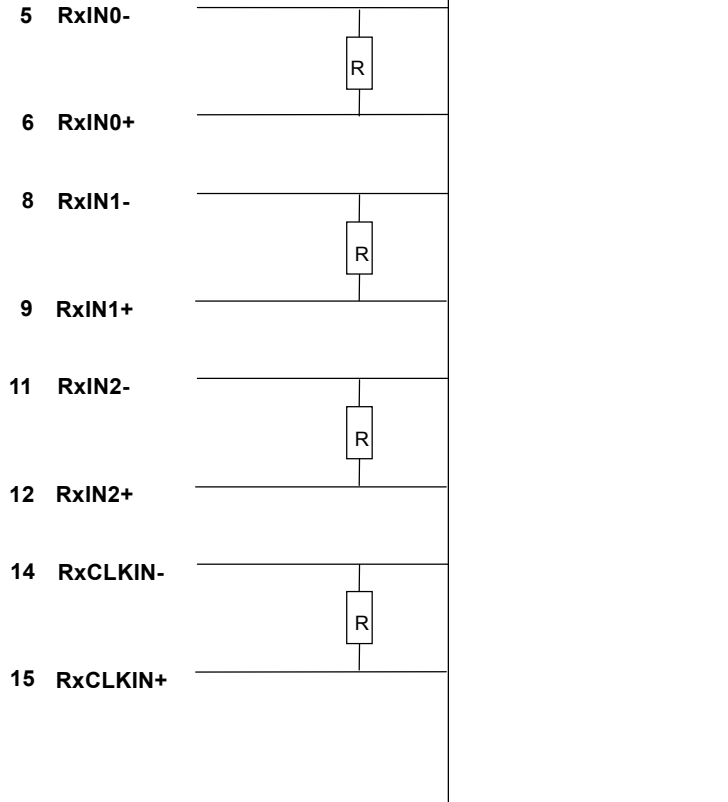 5 RxIN0-
R
6 RxIN0+
8 RxIN1-
R
9 RxIN1+
11 RxIN2-
R
12 RxIN2+
14 RxCLKIN-
R
15 RxCLKIN+